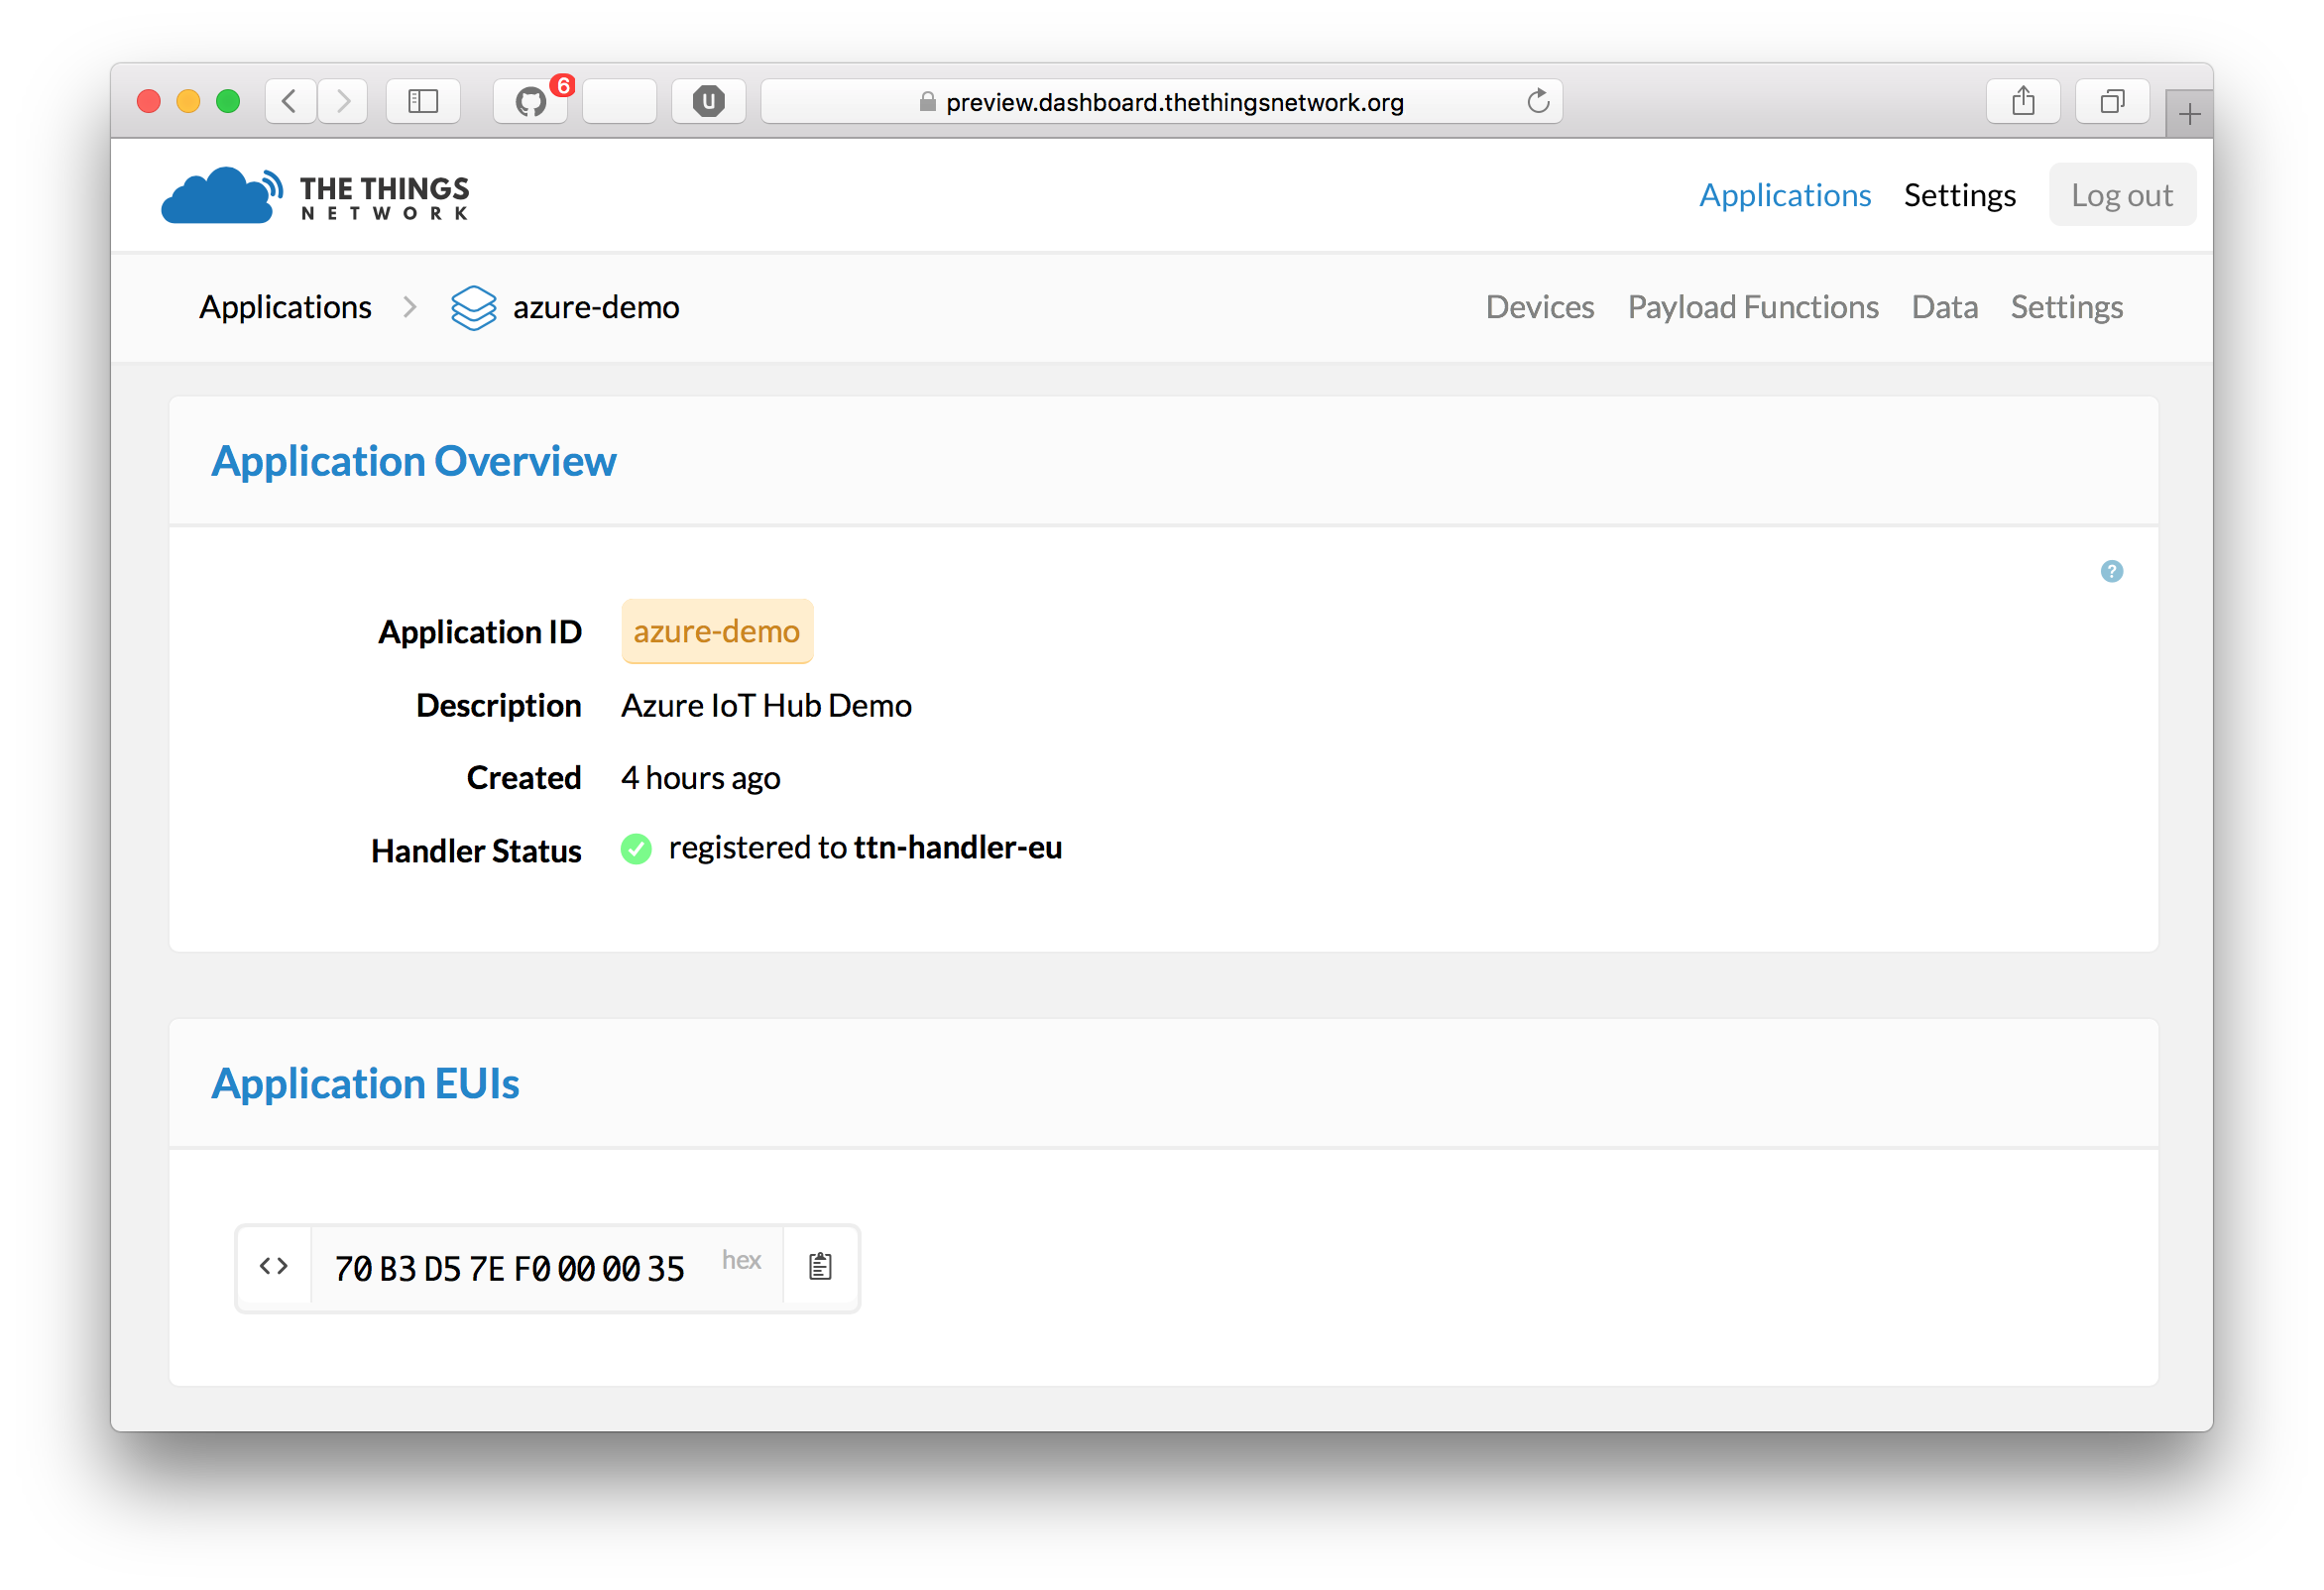 6
preview.dashboard.thethingsnetwork.org
THE THINGS
NETWORK
Applications Settings Log out
Applications azure-demo
Devices Payload Functions Data Settings
Application Overview
?
Application ID azure-demo
Description Azure IoT Hub Demo
Created 4 hours ago
Handler Status registered to ttn-handler-eu
Application EUIs
<> 70 B3 D5 7E F0 00 00 35 hex